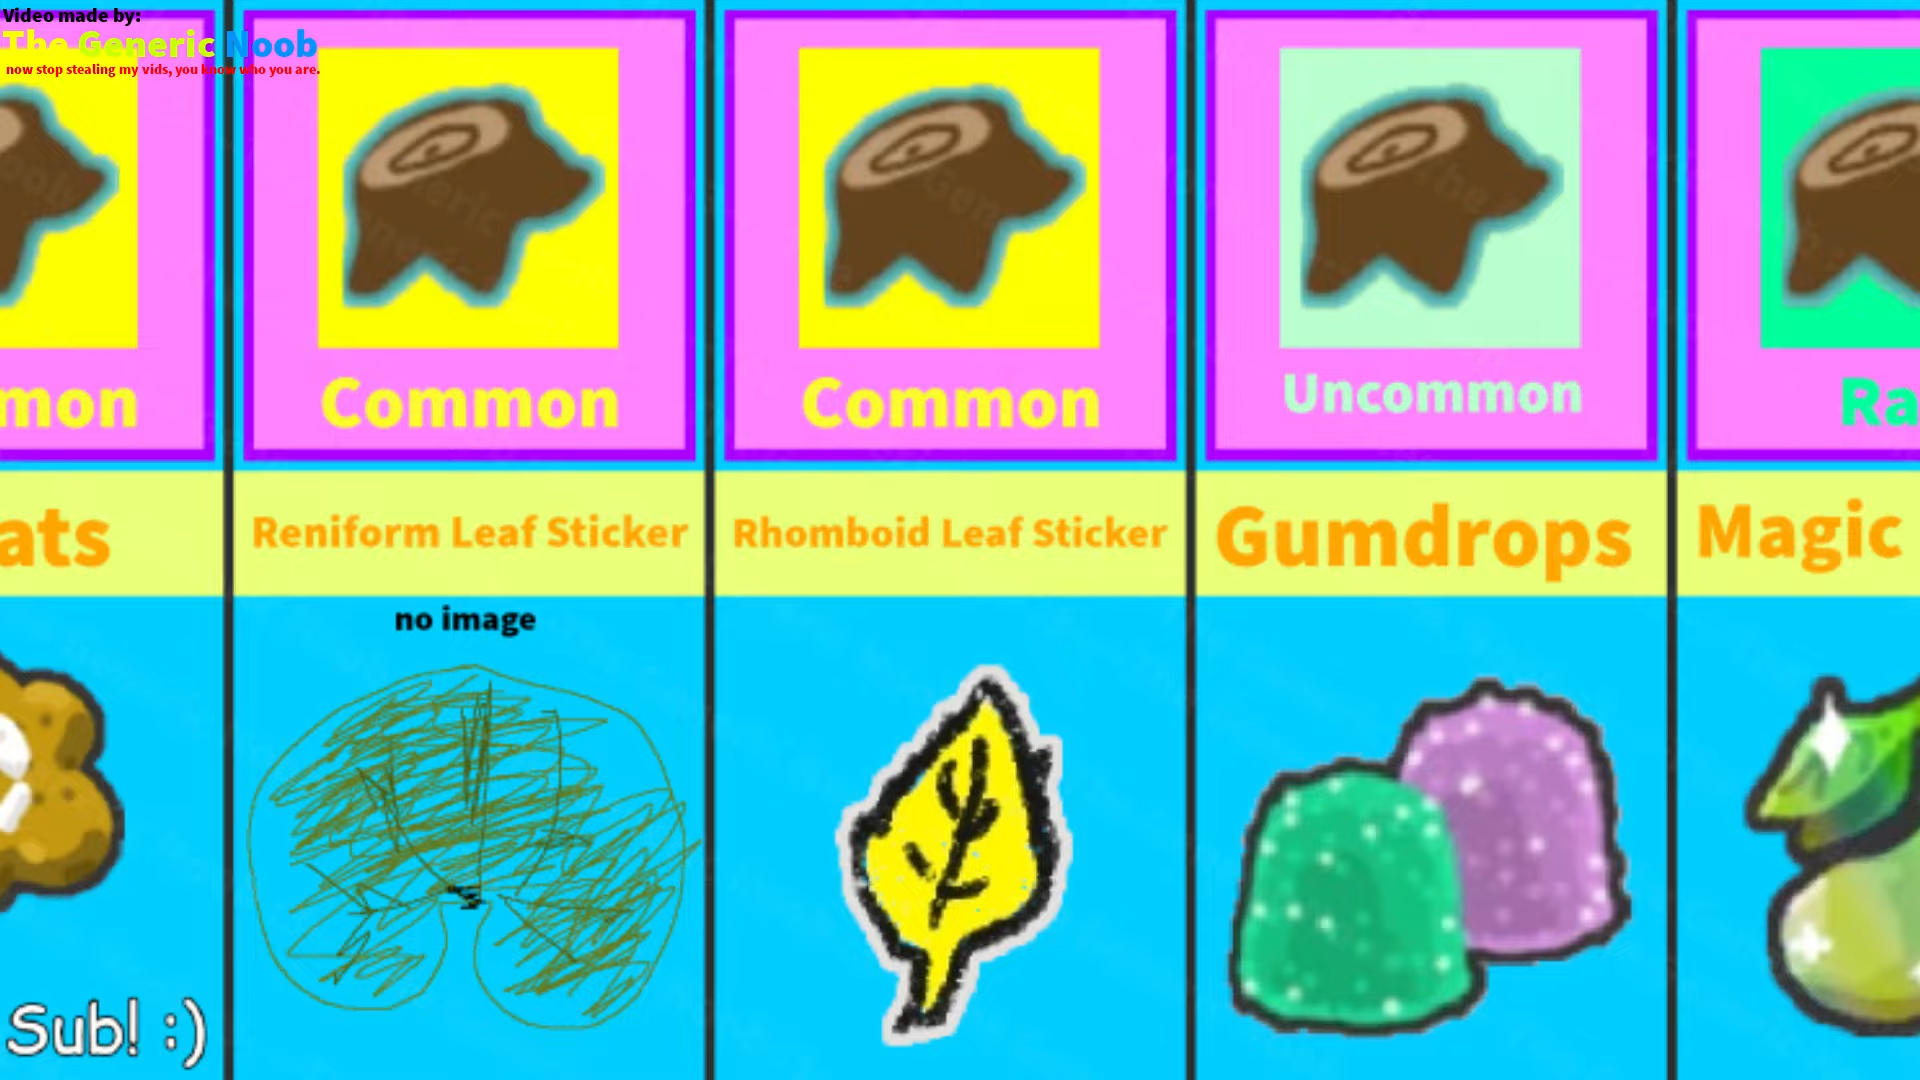 Video made by:
The Generic Noob
now stop stealing my vids, you know who you are.
mon
Common
Common
Uncommon
Ra
ats
Reniform Leaf Sticker
Rhomboid Leaf Sticker
Gumdrops
Magic
no image
Sub! :)